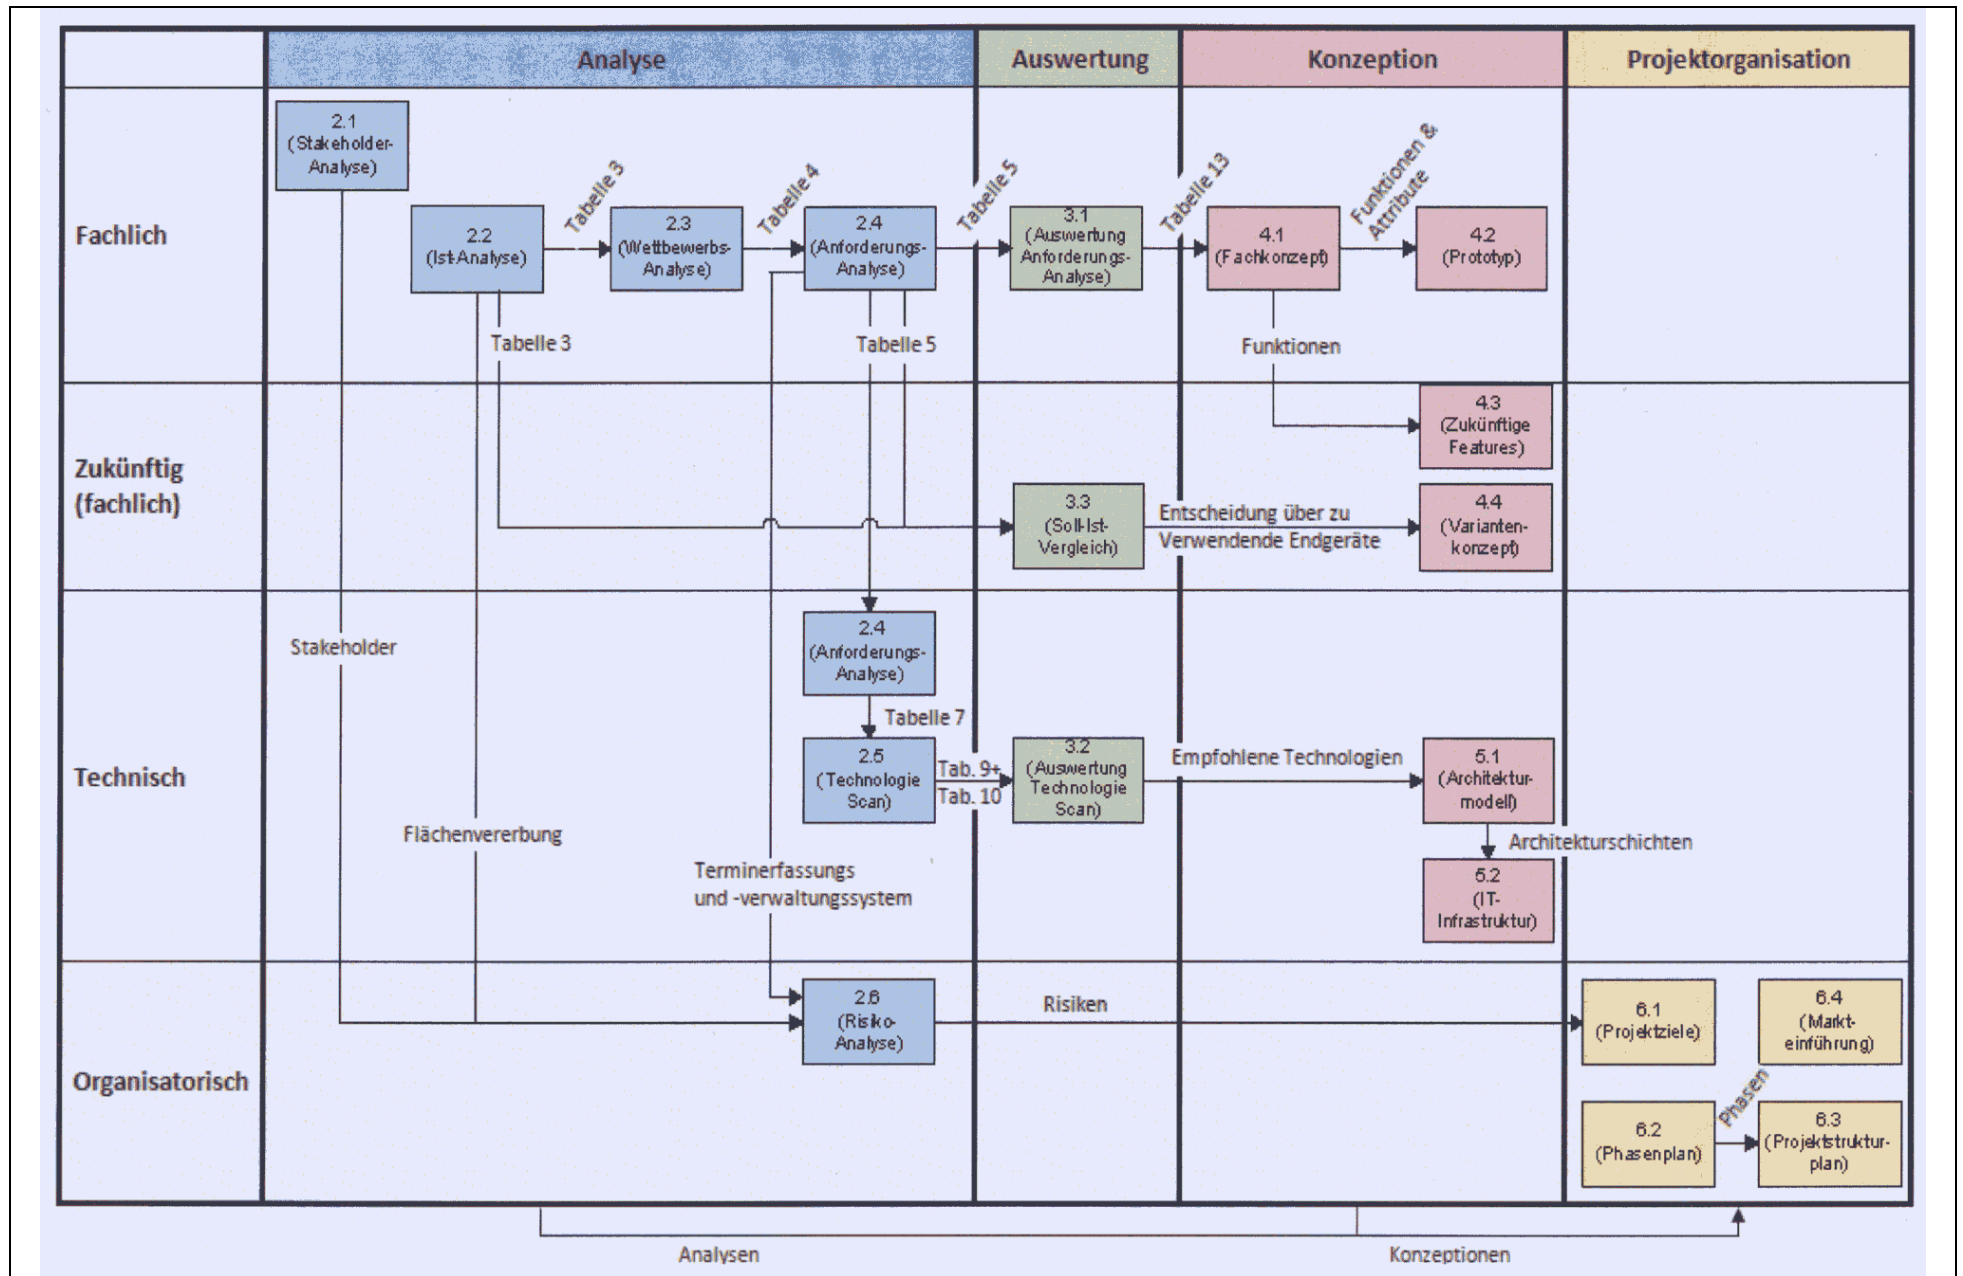 Analyse
Auswertung
Konzeption
Projektorganisation
Fachlich
2.1
(Stakeholder-
Analyse)
2.2
(Ist-Analyse)
Tabelle 3
2.3
(Wettbewerbs-
Analyse)
Tabelle 4
2.4
(Anforderungs-
Analyse)
Tabelle 5
3.1
(Auswertung
Anforderungs-
Analyse)
Tabelle 13
4.1
(Fachkonzept)
Funktionen &
Attribute
4.2
(Prototyp)
Tabelle 3
Tabelle 5
Funktionen
Zukünftig
(fachlich)
4.3
(Zukünftige
Features)
3.3
(Soll-Ist-
Vergleich)
Entscheidung über zu
Verwendende Endgeräte
4.4
(Varianten-
konzept)
Technisch
Stakeholder
2.4
(Anforderungs-
Analyse)
Tabelle 7
2.5
(Technologie
Scan)
Tab. 9+
Tab. 10
3.2
(Auswertung
Technologie
Scan)
Empfohlene Technologien
5.1
(Architektur-
modell)
Architekturschichten
5.2
(IT-
Infrastruktur)
Flächenvererbung
Terminerfassungs
und -verwaltungssystem
Organisatorisch
2.6
(Risiko-
Analyse)
Risiken
6.1
(Projektziele)
6.4
(Markt-
einführung)
6.2
(Phasenplan)
Phasen
6.3
(Projektstruktur-
plan)
Analysen
Konzeptionen